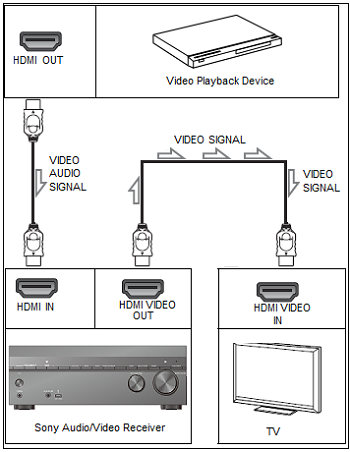 HDMI OUT
Video Playback Device
VIDEO SIGNAL
VIDEO
AUDIO
SIGNAL
VIDEO
SIGNAL
HDMI IN
HDMI VIDEO
OUT
HDMI VIDEO
IN
Sony Audio/Video Receiver
TV